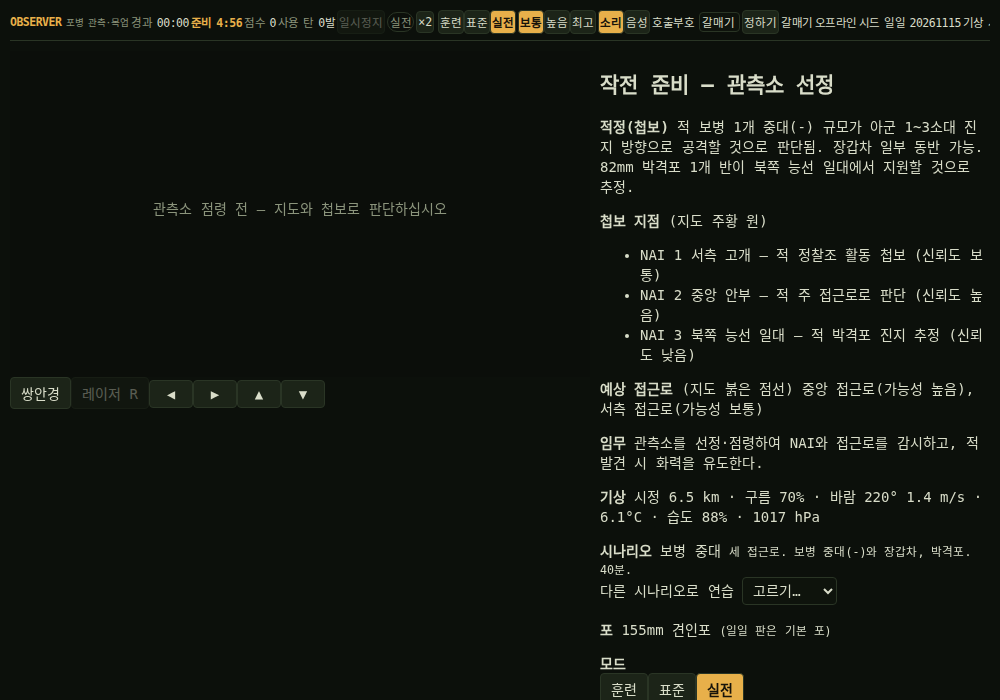 OBSERVER 포병 관측·목업 경과 00:00 준비 4:56 점수 0 사용 탄 0발 일시정지 실전 ×2 훈련 표준 실전 보통 높음 최고 소리 음성 호출부호 갈매기 정하기 갈매기 오프라인 시드 일일 20261115 기상
작전 준비 — 관측소 선정
적정(첩보) 적 보병 1개 중대(-) 규모가 아군 1~3소대 진
지 방향으로 공격할 것으로 판단됨. 장갑차 일부 동반 가능.
82mm 박격포 1개 반이 북쪽 능선 일대에서 지원할 것으로
추정.
관측소 점령 전 — 지도와 첩보로 판단하십시오
첩보 지점 (지도 주황 원)
• NAI 1 서측 고개 — 적 정찰조 활동 첩보 (신뢰도 보
통)
• NAI 2 중앙 안부 — 적 주 접근로로 판단 (신뢰도 높
음)
• NAI 3 북쪽 능선 일대 — 적 박격포 진지 추정 (신뢰
도 낮음)
쌍안경 레이저 R ◄ ► ▲ ▼
예상 접근로 (지도 붉은 점선) 중앙 접근로(가능성 높음),
서측 접근로(가능성 보통)
임무 관측소를 선정·점령하여 NAI와 접근로를 감시하고, 적
발견 시 화력을 유도한다.
기상 시정 6.5 km · 구름 70% · 바람 220° 1.4 m/s ·
6.1°C · 습도 88% · 1017 hPa
시나리오 보병 중대 세 접근로. 보병 중대(-)와 장갑차, 박격포.
40분.
다른 시나리오로 연습 고르기…
포 155mm 견인포 (일일 판은 기본 포)
모드
훈련 표준 실전